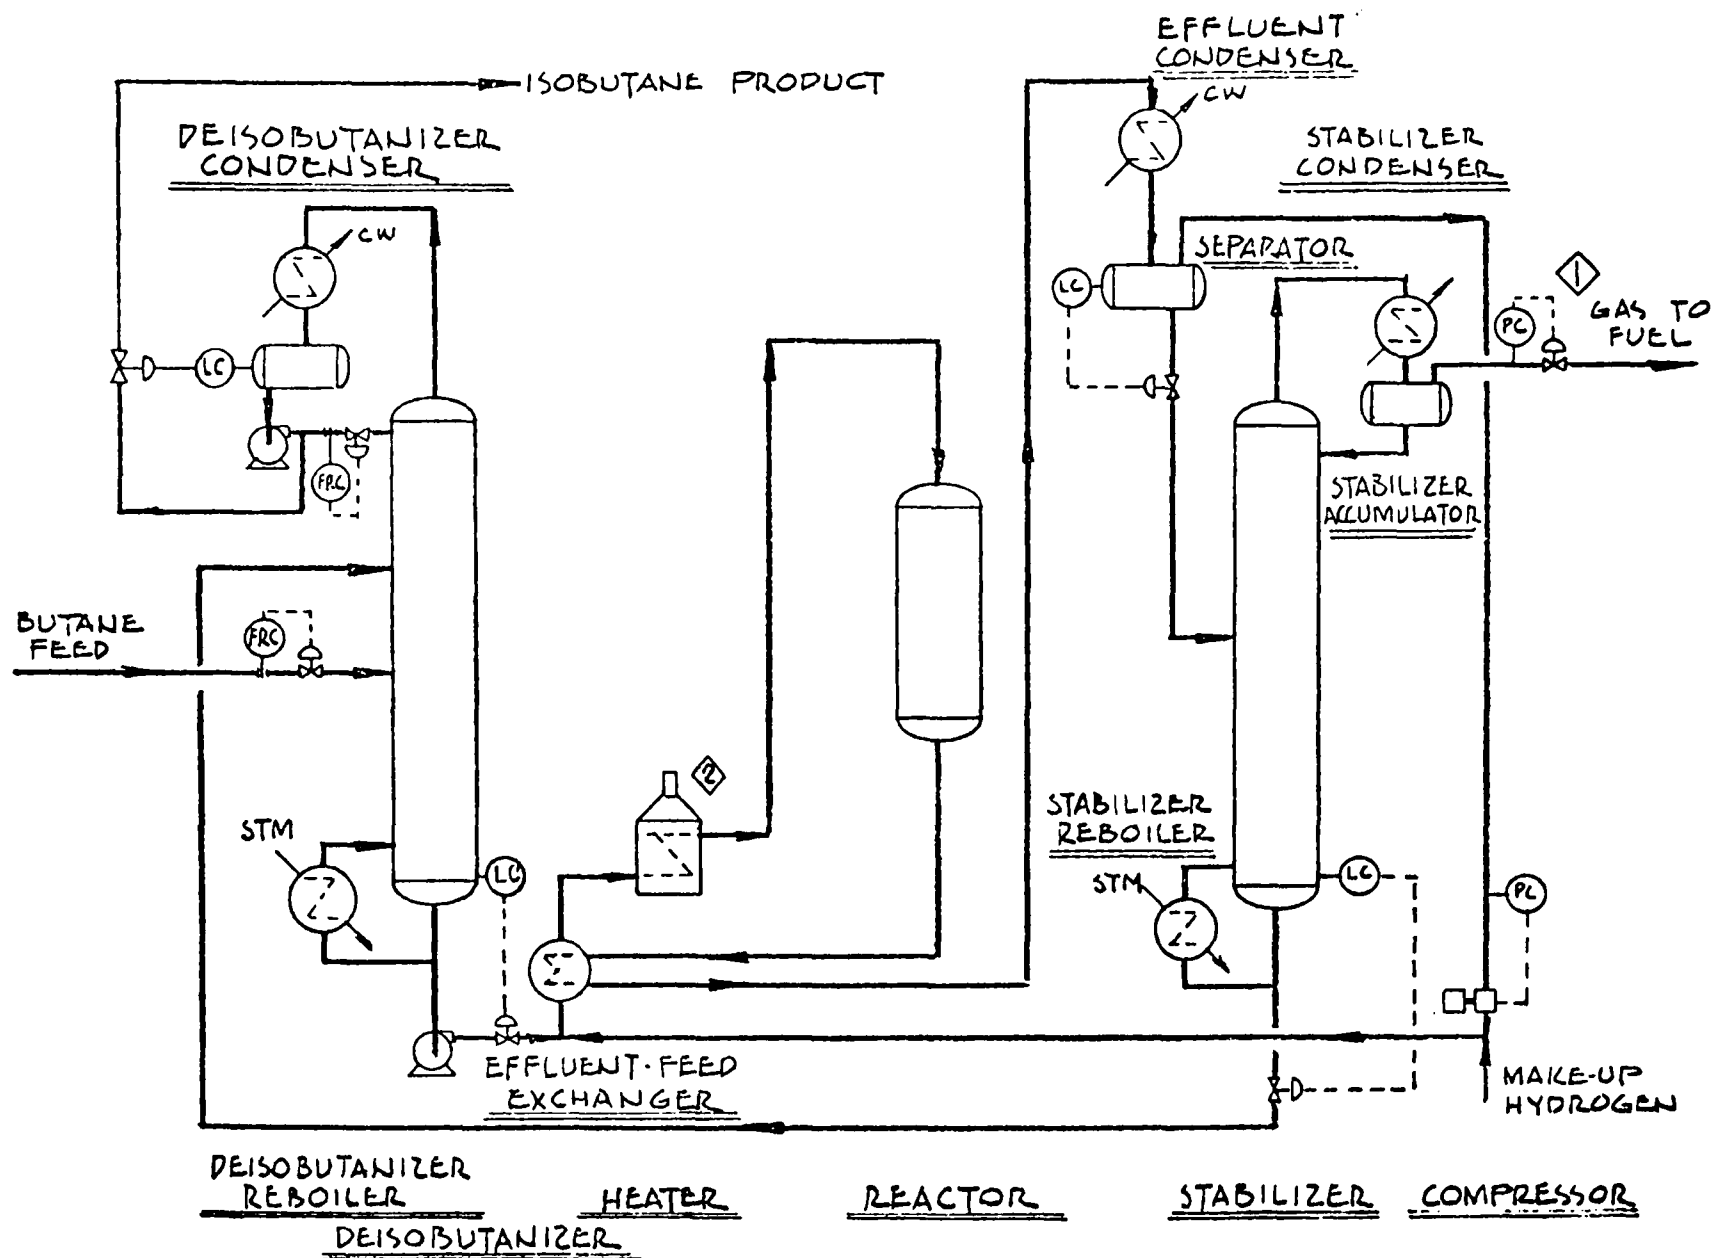 EFFLUENT
CONDENSER
CW
ISOBUTANE PRODUCT
DEISOBUTANIZER
CONDENSER
STABILIZER
CONDENSER
CW
SEPARATOR
LC
1
GAS TO
FUEL
PC
LC
FRC
STABILIZER
ACCUMULATOR
BUTANE
FEED
FRC
2
STABILIZER
REBOILER
STM
LC
STM
LC
PC
EFFLUENT-FEED
EXCHANGER
MAKE-UP
HYDROGEN
DEISOBUTANIZER
REBOILER
HEATER
REACTOR
STABILIZER
COMPRESSOR
DEISOBUTANIZER